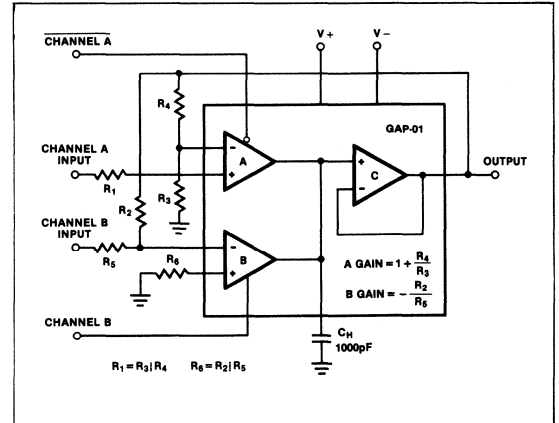 CHANNEL A
V+
V−
R4
GAP-01
CHANNEL A
INPUT
−
A
+
R1
R3
+
C
−
OUTPUT
R2
CHANNEL B
INPUT
R5
R6
−
B
+
A GAIN = 1 + R4/R3
B GAIN = − R2/R5
CHANNEL B
CH
1000pF
R1 = R3|R4
R6 = R2|R5